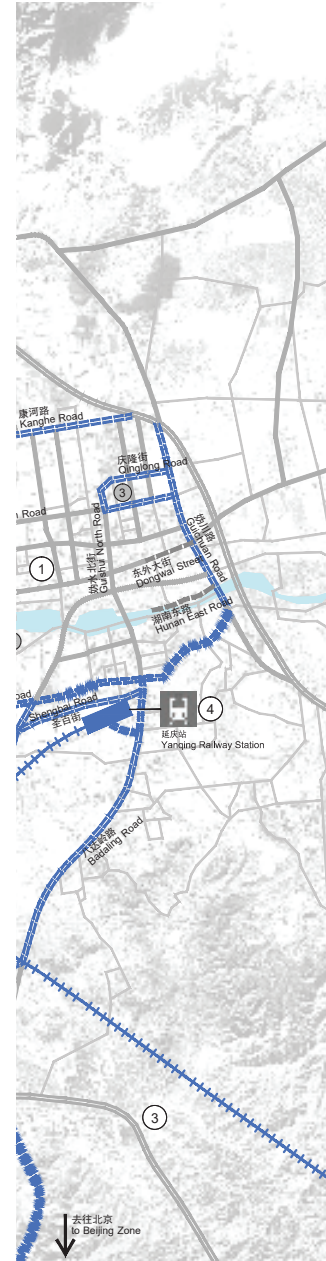 康河路
Kanghe Road
庆隆街
Qinglong Road
3
Road
妫水北街
Guishui North Road
妫川路
Guichuan Road
1
东外大街
Dongwai Street
湖南东路
Hunan East Road
Road
Shengbai Road
圣百街
4
延庆站
Yanqing Railway Station
八达岭路
Badaling Road
3
去往北京
to Beijing Zone